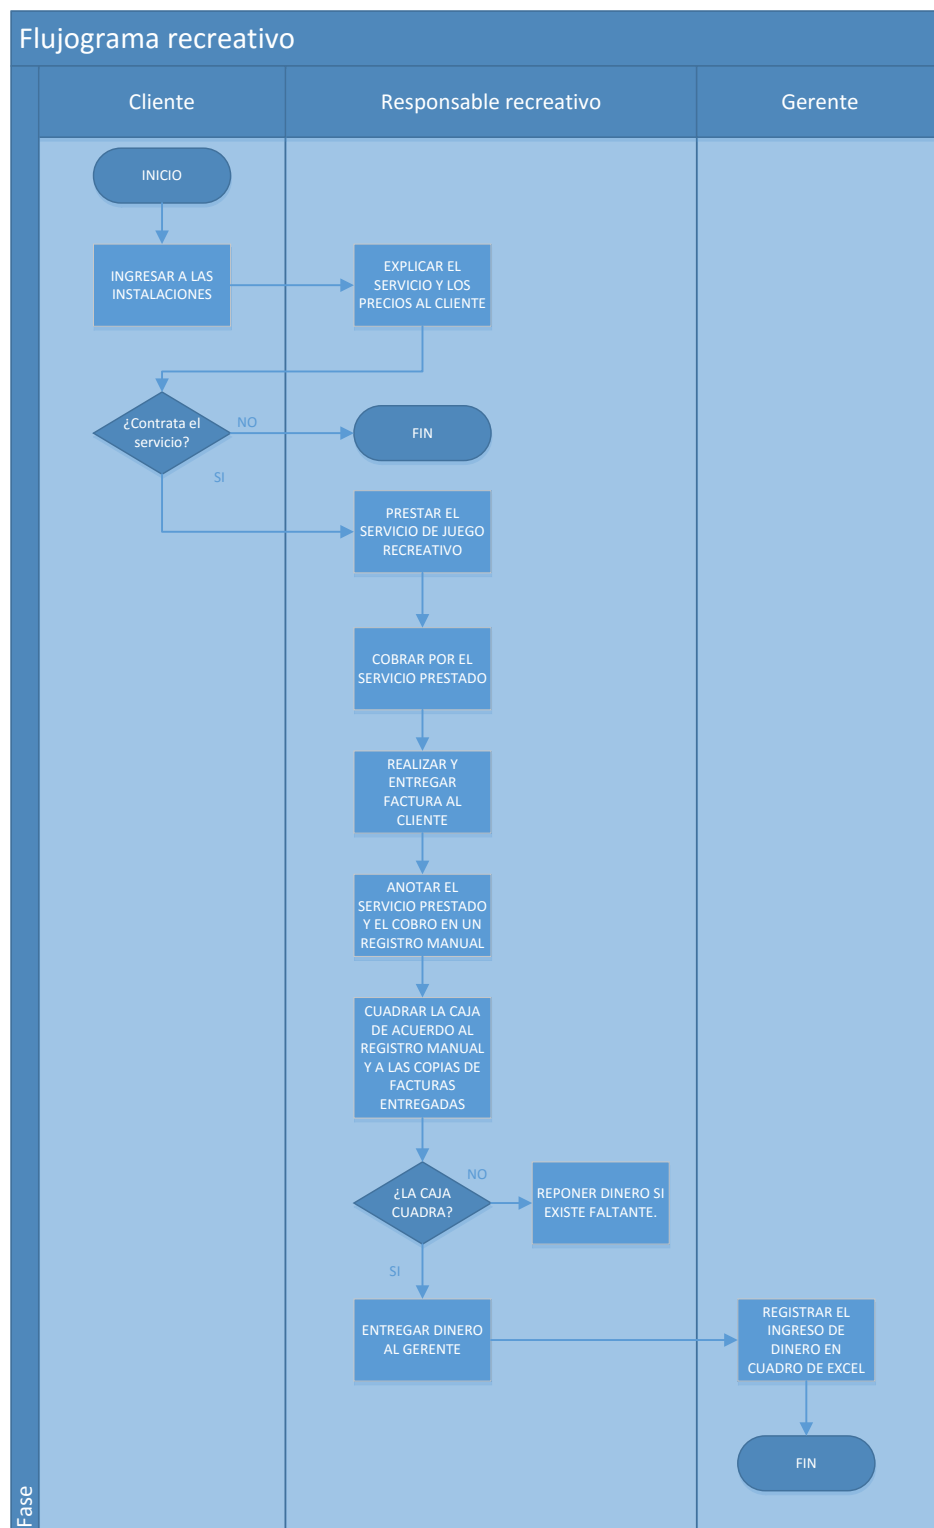 Flujograma recreativo
Cliente
Responsable recreativo
Gerente
INICIO
INGRESAR A LAS
INSTALACIONES
EXPLICAR EL
SERVICIO Y LOS
PRECIOS AL CLIENTE
¿Contrata el
servicio?
NO
FIN
SI
PRESTAR EL
SERVICIO DE JUEGO
RECREATIVO
COBRAR POR EL
SERVICIO PRESTADO
REALIZAR Y
ENTREGAR
FACTURA AL
CLIENTE
ANOTAR EL
SERVICIO PRESTADO
Y EL COBRO EN UN
REGISTRO MANUAL
CUADRAR LA CAJA
DE ACUERDO AL
REGISTRO MANUAL
Y A LAS COPIAS DE
FACTURAS
ENTREGADAS
¿LA CAJA
CUADRA?
NO
REPONER DINERO SI
EXISTE FALTANTE.
SI
ENTREGAR DINERO
AL GERENTE
REGISTRAR EL
INGRESO DE
DINERO EN
CUADRO DE EXCEL
FIN
Fase